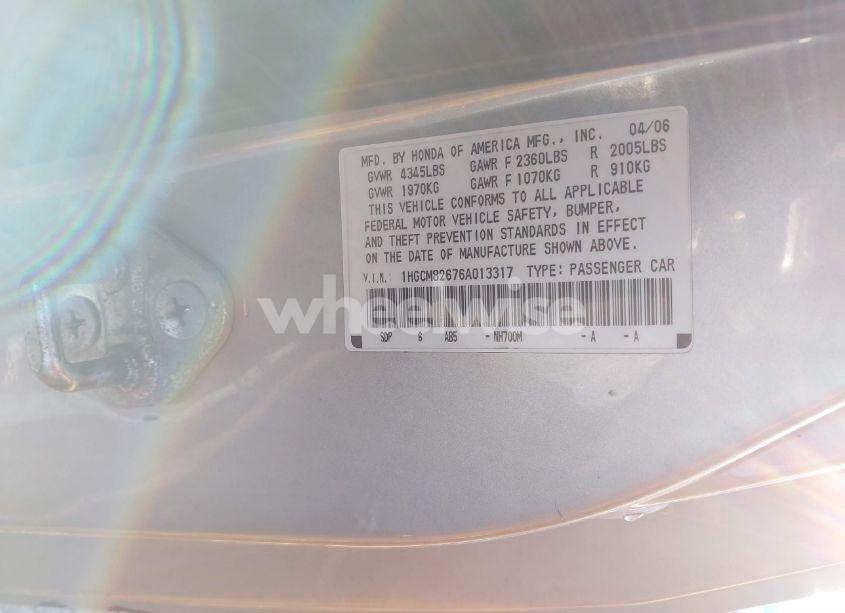 MFD. BY HONDA OF AMERICA MFG., INC. 04/06
GVWR 4345LBS GAWR F 2360LBS R 2005LBS
GVWR 1970KG GAWR F 1070KG R 910KG
THIS VEHICLE CONFORMS TO ALL APPLICABLE
FEDERAL MOTOR VEHICLE SAFETY, BUMPER,
AND THEFT PREVENTION STANDARDS IN EFFECT
ON THE DATE OF MANUFACTURE SHOWN ABOVE.
V.I.N.: 1HGCM82676A013317 TYPE: PASSENGER CAR
wheelwise
SDP 6 AB5 - NH700M - A - A